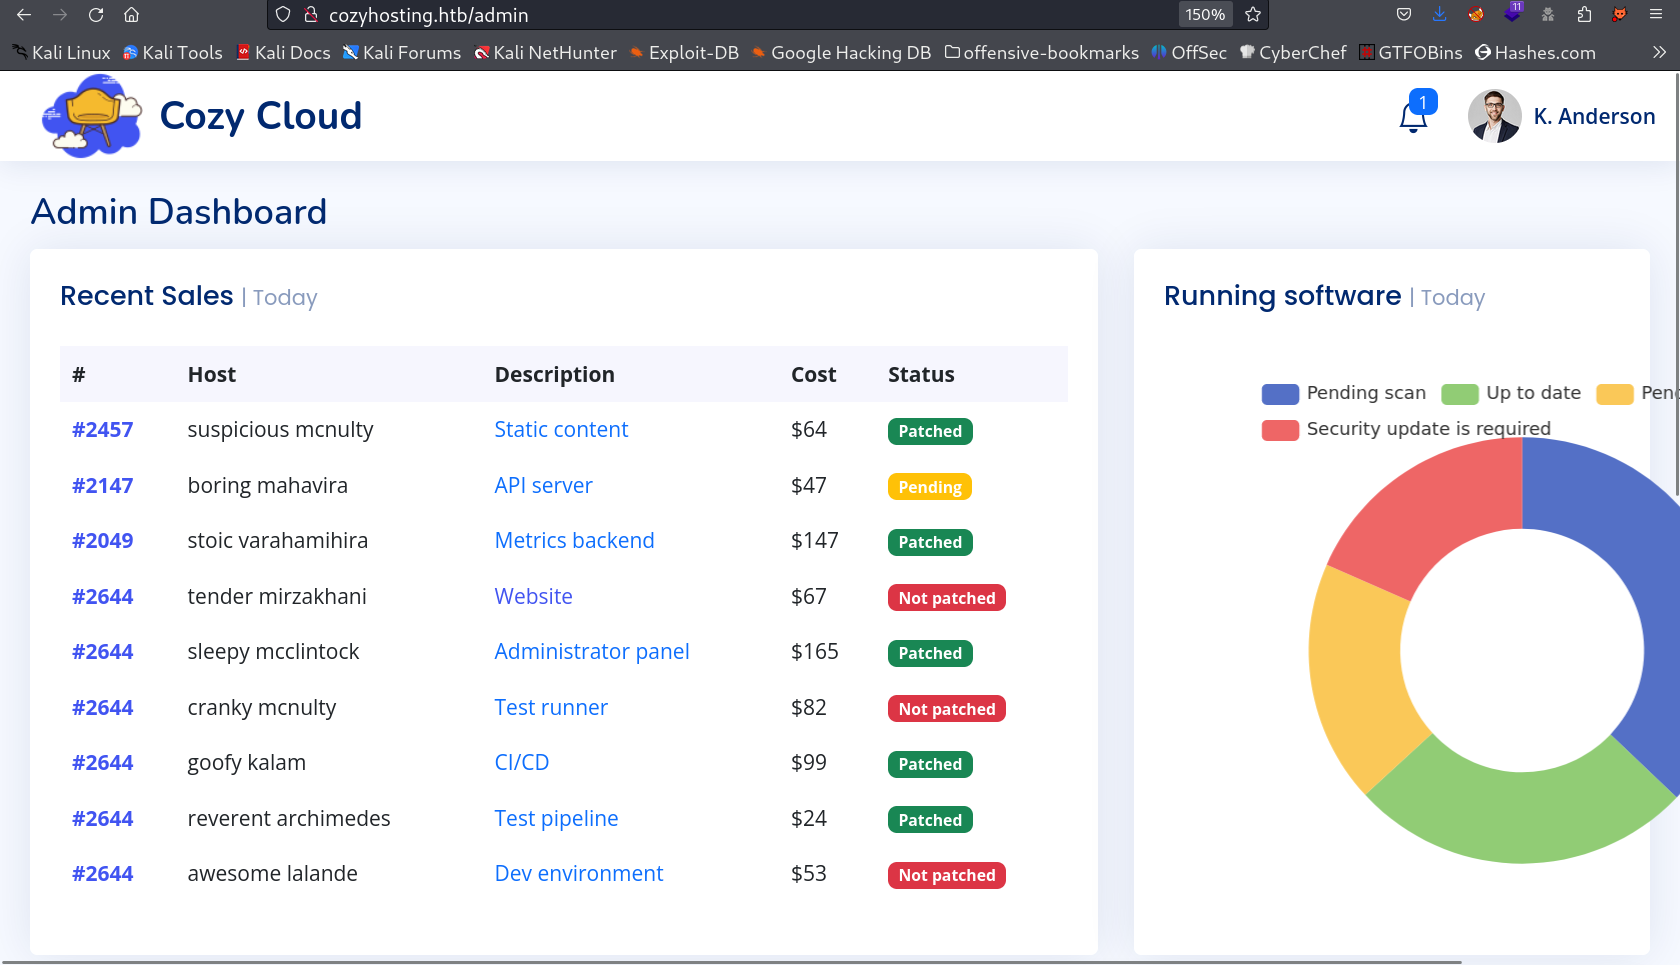 cozyhosting.htb/admin
150%
11
Kali Linux Kali Tools Kali Docs Kali Forums Kali NetHunter Exploit-DB Google Hacking DB offensive-bookmarks OffSec CyberChef GTFOBins Hashes.com
Cozy Cloud
1
K. Anderson
Admin Dashboard
Recent Sales | Today
# Host Description Cost Status
#2457 suspicious mcnulty Static content $64 Patched
#2147 boring mahavira API server $47 Pending
#2049 stoic varahamihira Metrics backend $147 Patched
#2644 tender mirzakhani Website $67 Not patched
#2644 sleepy mcclintock Administrator panel $165 Patched
#2644 cranky mcnulty Test runner $82 Not patched
#2644 goofy kalam CI/CD $99 Patched
#2644 reverent archimedes Test pipeline $24 Patched
#2644 awesome lalande Dev environment $53 Not patched
Running software | Today
Pending scan Up to date
Security update is required